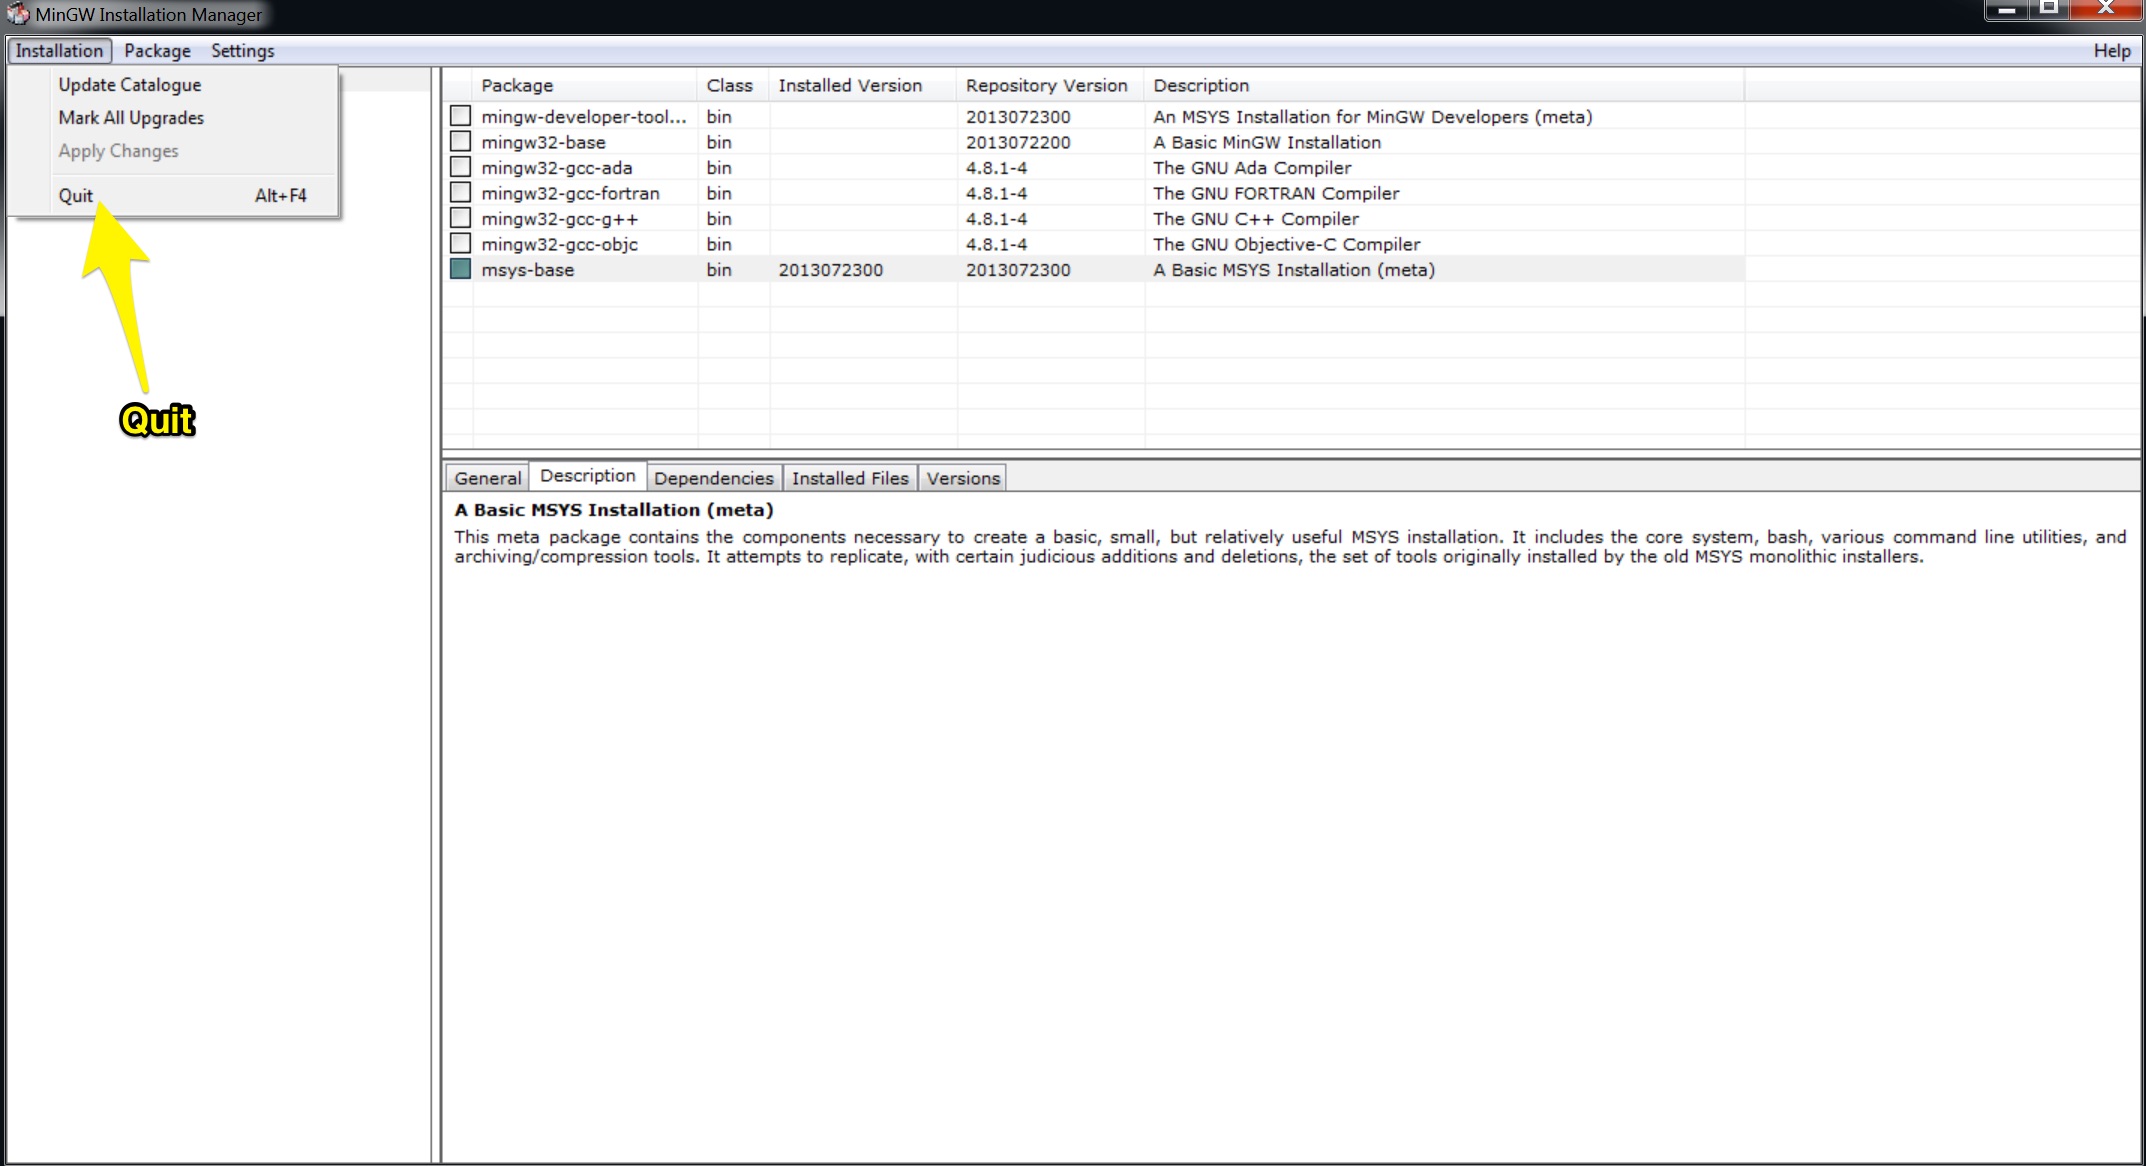 MinGW Installation Manager
Installation Package Settings Help
Update Catalogue
Mark All Upgrades
Apply Changes
Quit Alt+F4
Quit
Package Class Installed Version Repository Version Description
mingw-developer-tool... bin 2013072300 An MSYS Installation for MinGW Developers (meta)
mingw32-base bin 2013072200 A Basic MinGW Installation
mingw32-gcc-ada bin 4.8.1-4 The GNU Ada Compiler
mingw32-gcc-fortran bin 4.8.1-4 The GNU FORTRAN Compiler
mingw32-gcc-g++ bin 4.8.1-4 The GNU C++ Compiler
mingw32-gcc-objc bin 4.8.1-4 The GNU Objective-C Compiler
msys-base bin 2013072300 2013072300 A Basic MSYS Installation (meta)
General Description Dependencies Installed Files Versions
A Basic MSYS Installation (meta)
This meta package contains the components necessary to create a basic, small, but relatively useful MSYS installation. It includes the core system, bash, various command line utilities, and
archiving/compression tools. It attempts to replicate, with certain judicious additions and deletions, the set of tools originally installed by the old MSYS monolithic installers.